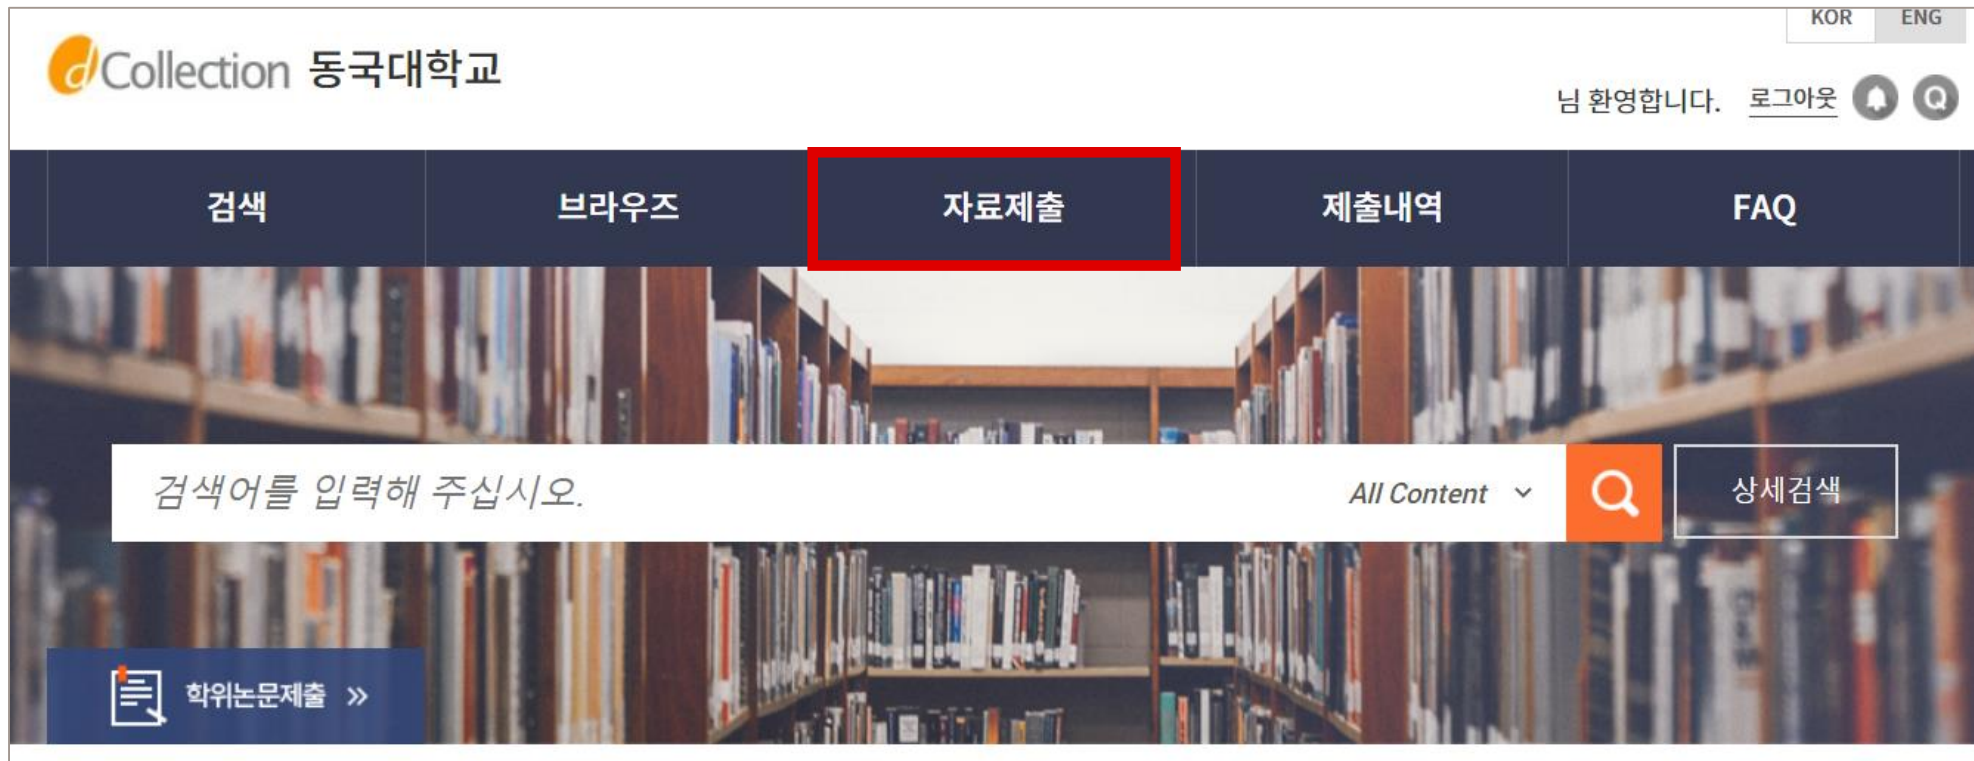 KOR ENG
dCollection 동국대학교
님 환영합니다. 로그아웃 Q
검색 브라우즈 자료제출 제출내역 FAQ
검색어를 입력해 주십시오. All Content 상세검색
학위논문제출 »